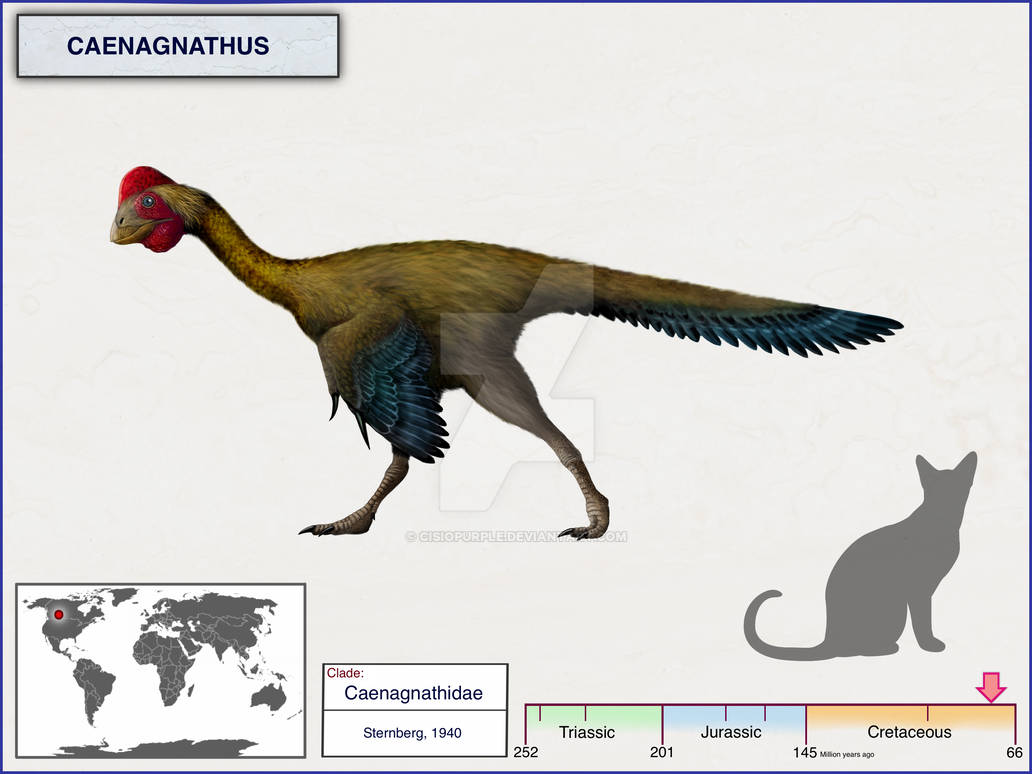 CAENAGNATHUS
© CISIOPURPLE.DEVIANTART.COM
Clade:
Caenagnathidae
Sternberg, 1940
Triassic Jurassic Cretaceous
252 201 145 Million years ago 66